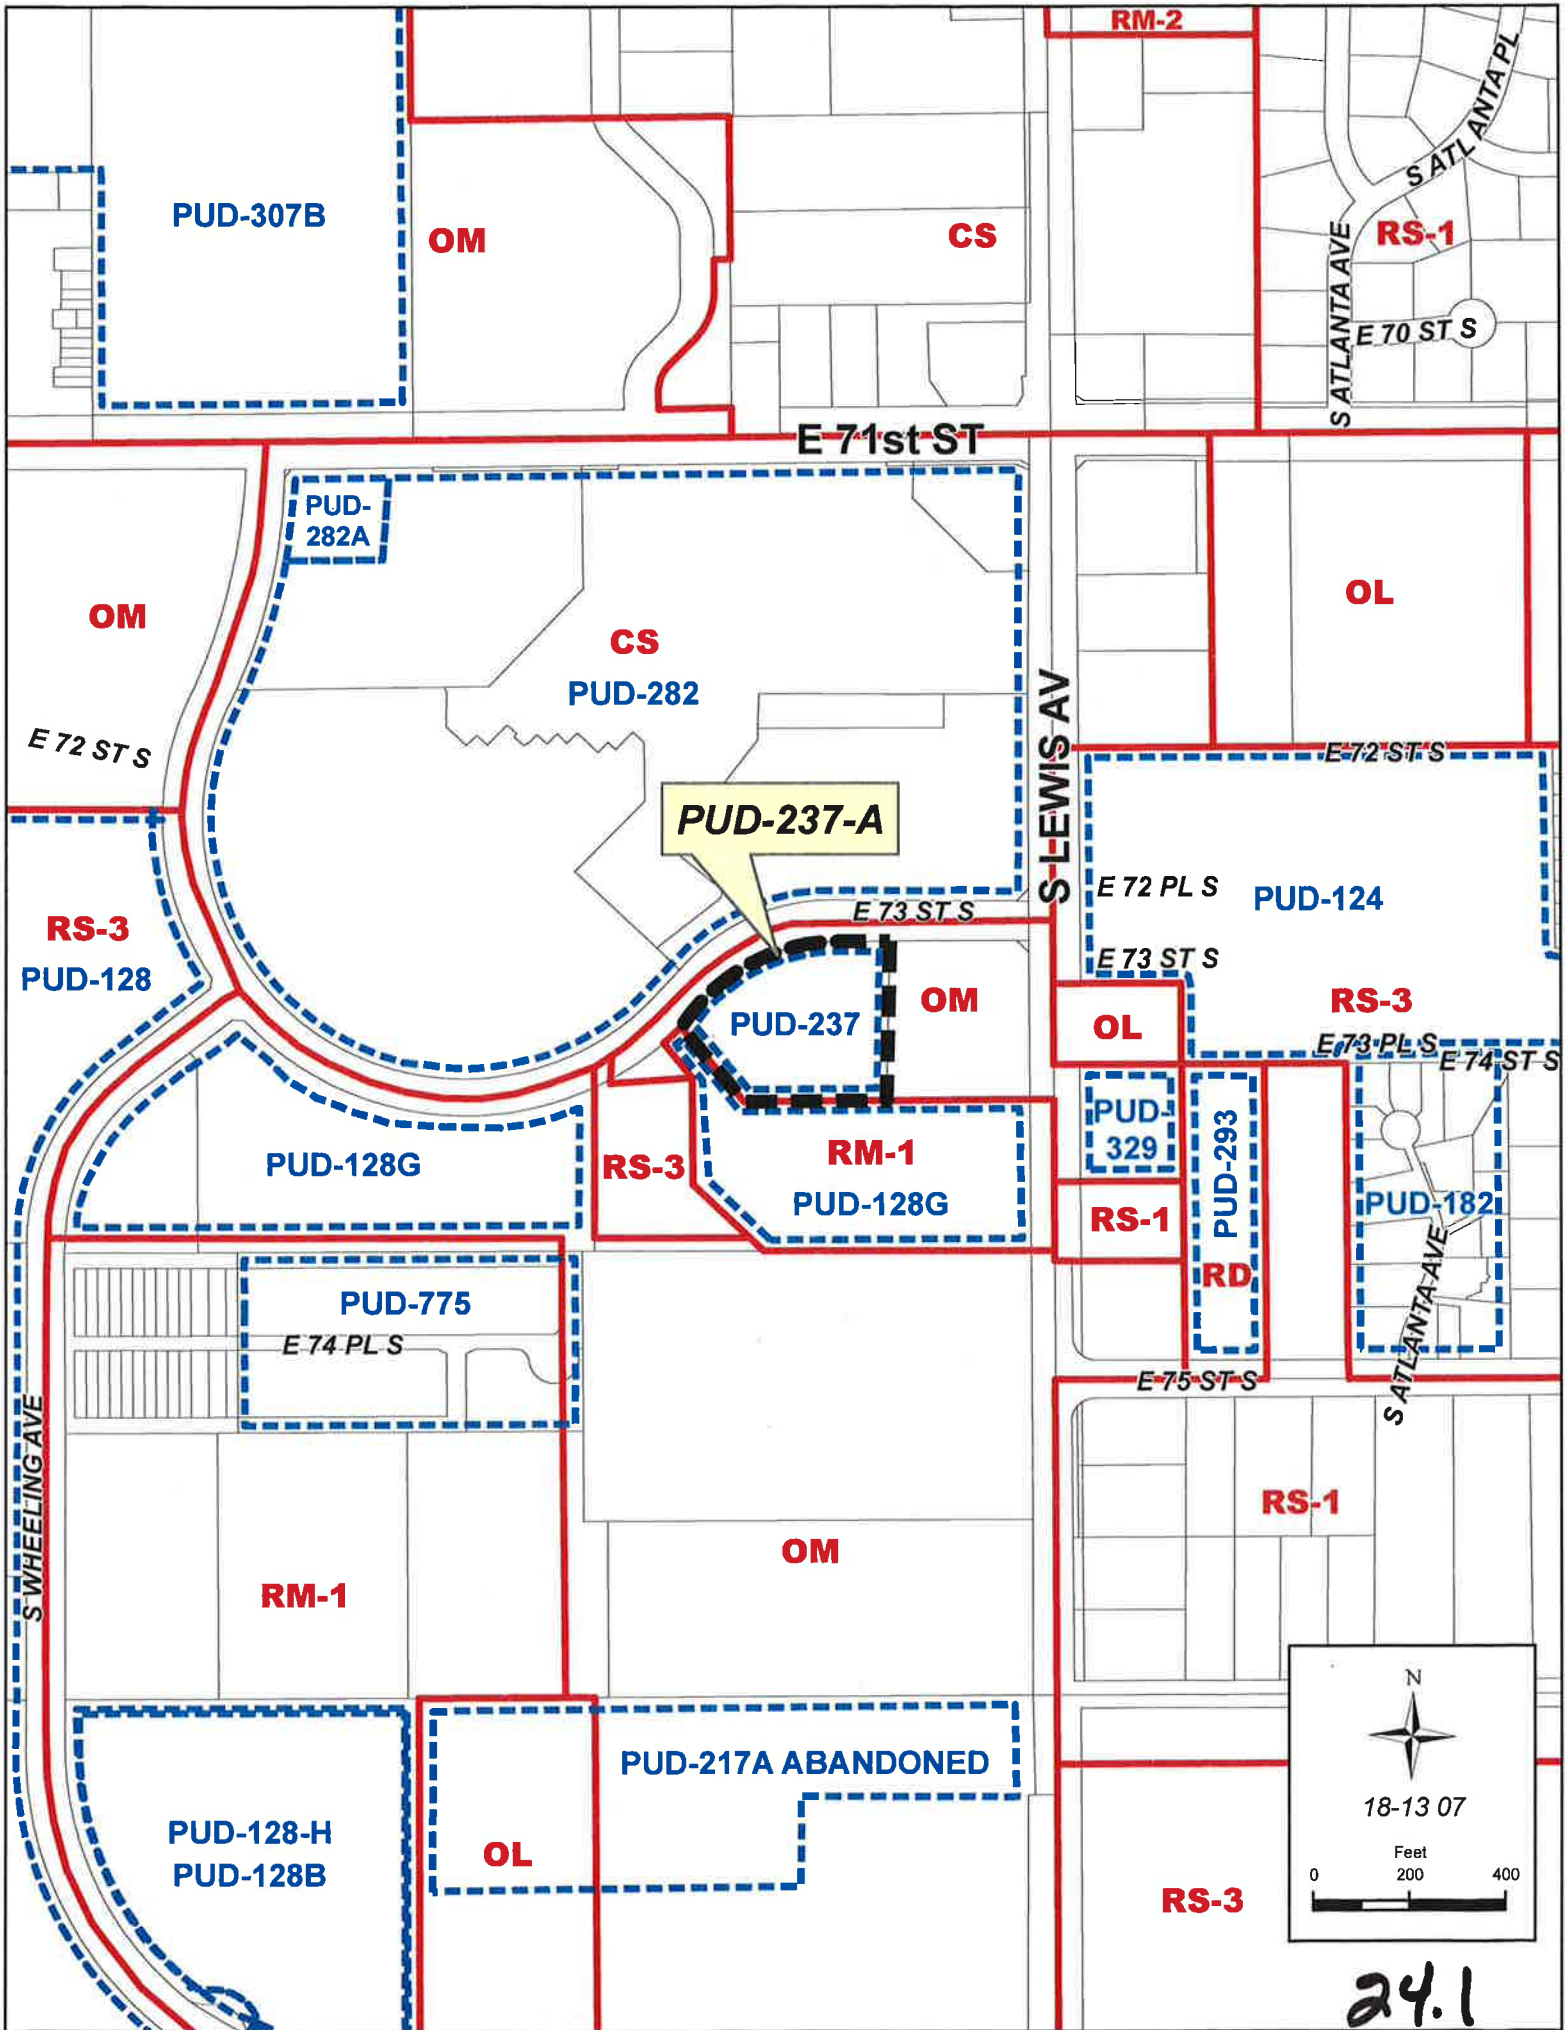 RM-2
S ATLANTA PL
PUD-307B
OM
CS
RS-1
S ATLANTA AVE
E 70 ST S
E 71st ST
PUD-
282A
OM
CS
PUD-282
OL
E 72 ST S
S LEWIS AV
E 72 ST S
PUD-237-A
E 72 PL S
PUD-124
RS-3
PUD-128
E 73 ST S
E 73 ST S
PUD-237
OM
OL
RS-3
E 73 PL S
E 74 ST S
PUD-128G
RS-3
RM-1
PUD-128G
PUD-
329
PUD-293
RS-1
RD
PUD-182
S ATLANTA AVE
PUD-775
E 74 PL S
E 75 ST S
S WHEELING AVE
RS-1
OM
RM-1
PUD-217A ABANDONED
PUD-128-H
PUD-128B
OL
RS-3
N
18-13 07
Feet
0 200 400
24.1